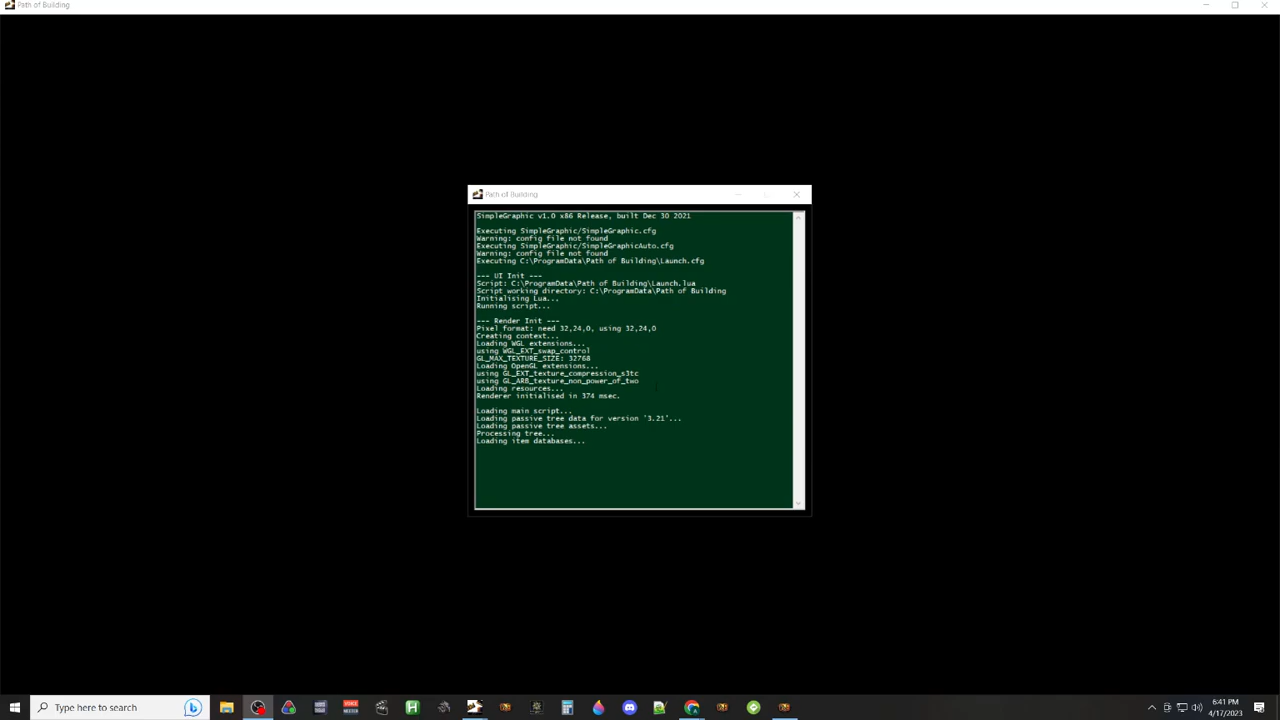 Path of Building
Path of Building
SimpleGraphic v1.0 x86 Release, built Dec 30 2021
Executing SimpleGraphic/SimpleGraphic.cfg
Warning: config file not found
Executing SimpleGraphic/SimpleGraphicAuto.cfg
Warning: config file not found
Executing C:\ProgramData\Path of Building\Launch.cfg
--- UI Init ---
Script: C:\ProgramData\Path of Building\Launch.lua
Script working directory: C:\ProgramData\Path of Building
Initialising Lua...
Running script...
--- Render Init ---
Pixel format: need 32,24,0, using 32,24,0
Creating context...
Loading WGL extensions...
using WGL_EXT_swap_control
GL_MAX_TEXTURE_SIZE: 32768
Loading OpenGL extensions...
using GL_EXT_texture_compression_s3tc
using GL_ARB_texture_non_power_of_two
Loading resources...
Renderer initialised in 374 msec.
Loading main script...
Loading passive tree data for version '3.21'...
Loading passive tree assets...
Processing tree...
Loading item databases...
Type here to search
6:41 PM
4/17/2023